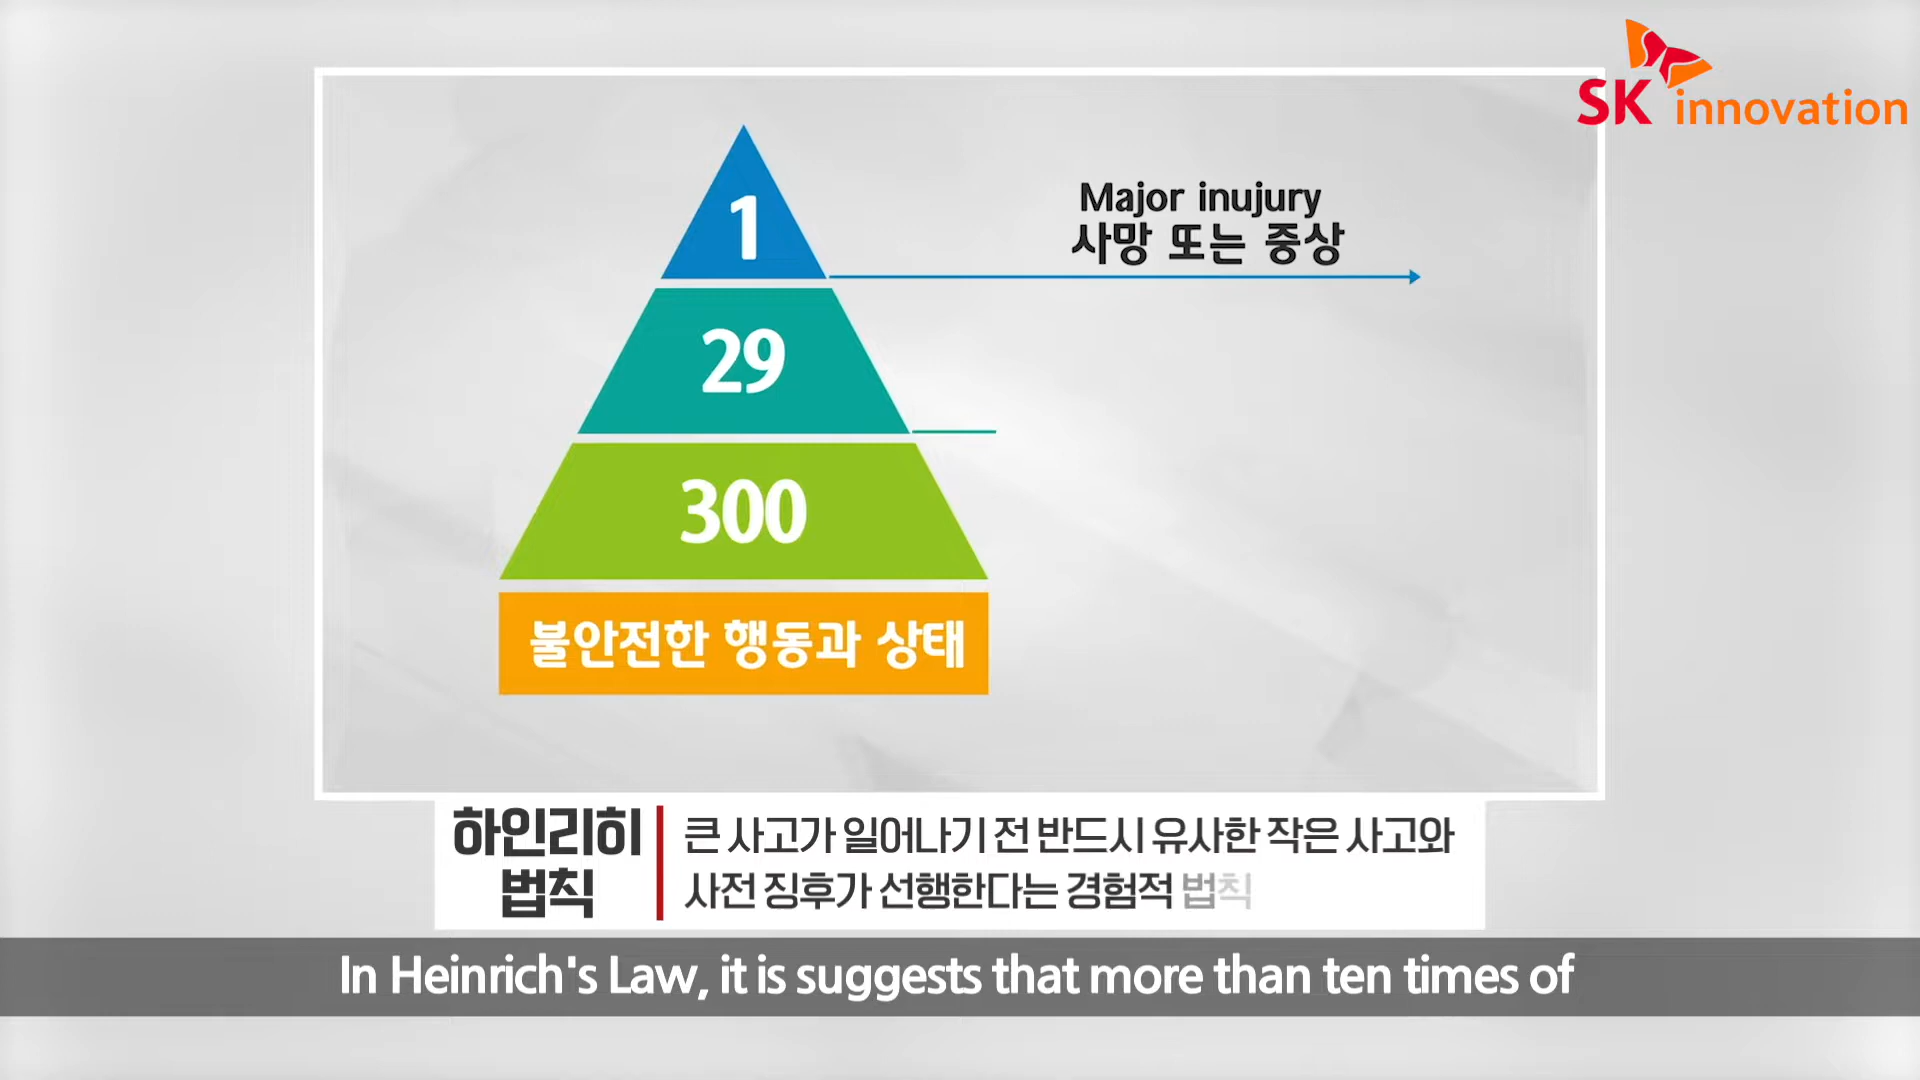 SK innovation
1
Major inujury
사망 또는 중상
29
300
불안전한 행동과 상태
하인리히
법칙
큰 사고가 일어나기 전 반드시 유사한 작은 사고와
사전 징후가 선행한다는 경험적 법칙
In Heinrich's Law, it is suggests that more than ten times of